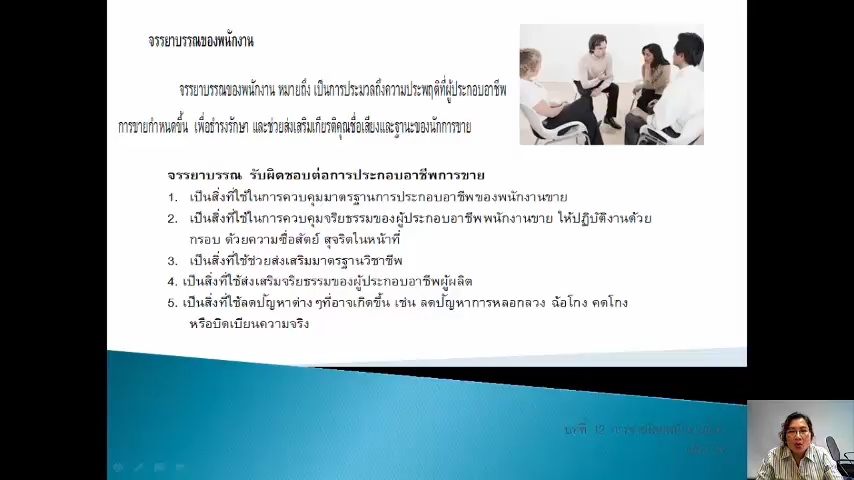 จรรยาบรรณของพนักงาน
จรรยาบรรณของพนักงาน หมายถึง เป็นการประมวลถึงความประพฤติที่ผู้ประกอบอาชีพ
การขายกำหนดขึ้น เพื่อธำรงรักษา และช่วยส่งเสริมเกียรติคุณชื่อเสียงและฐานะของนักการขาย
จรรยาบรรณ รับผิดชอบต่อการประกอบอาชีพการขาย
1. เป็นสิ่งที่ใช้ในการควบคุมมาตรฐานการประกอบอาชีพของพนักงานขาย
2. เป็นสิ่งที่ใช้ในการควบคุมจริยธรรมของผู้ประกอบอาชีพพนักงานขาย ให้ปฏิบัติงานด้วย
กรอบ ด้วยความซื่อสัตย์ สุจริตในหน้าที่
3. เป็นสิ่งที่ใช้ช่วยส่งเสริมมาตรฐานวิชาชีพ
4. เป็นสิ่งที่ใช้ส่งเสริมจริยธรรมของผู้ประกอบอาชีพผู้ผลิต
5. เป็นสิ่งที่ใช้ลดปัญหาต่างๆที่อาจเกิดขึ้น เช่น ลดปัญหาการหลอกลวง ฉ้อโกง คดโกง
หรือบิดเบียนความจริง
บทที่ 12